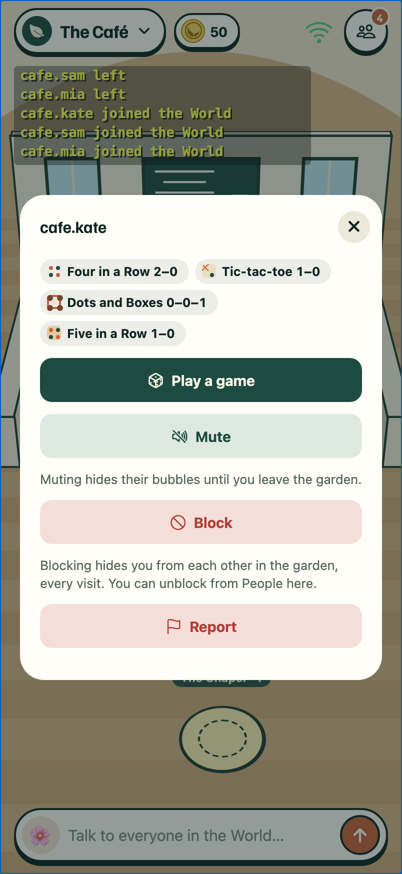 The Café
50
4
cafe.sam left
cafe.mia left
cafe.kate joined the World
cafe.sam joined the World
cafe.mia joined the World
cafe.kate
Four in a Row 2–0
Tic-tac-toe 1–0
Dots and Boxes 0–0–1
Five in a Row 1–0
Play a game
Mute
Muting hides their bubbles until you leave the garden.
Block
Blocking hides you from each other in the garden,
every visit. You can unblock from People here.
Report
Talk to everyone in the World...